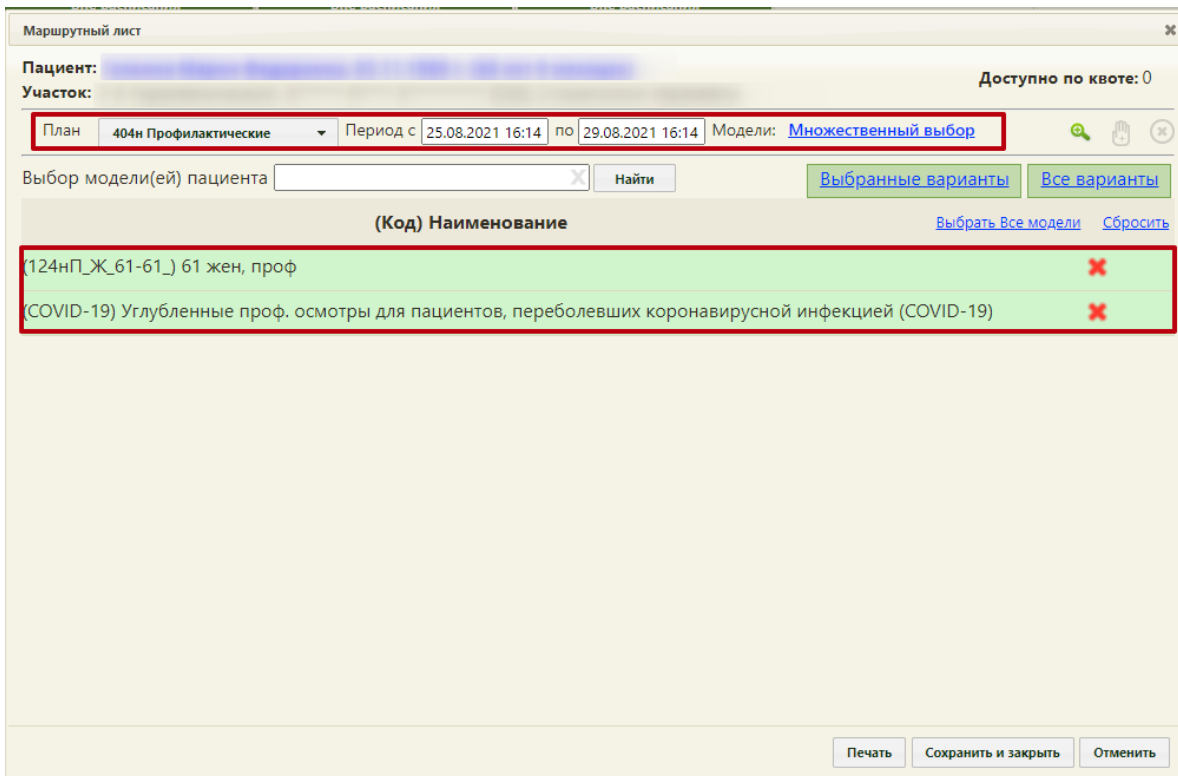 Маршрутный лист
Пациент:
Участок:
Доступно по квоте: 0
План 404н Профилактические Период с 25.08.2021 16:14 по 29.08.2021 16:14 Модели: Множественный выбор
Выбор модели(ей) пациента Найти Выбранные варианты Все варианты
(Код) Наименование Выбрать Все модели Сбросить
(124нП_Ж_61-61_) 61 жен, проф
(COVID-19) Углубленные проф. осмотры для пациентов, переболевших коронавирусной инфекцией (COVID-19)
Печать Сохранить и закрыть Отменить